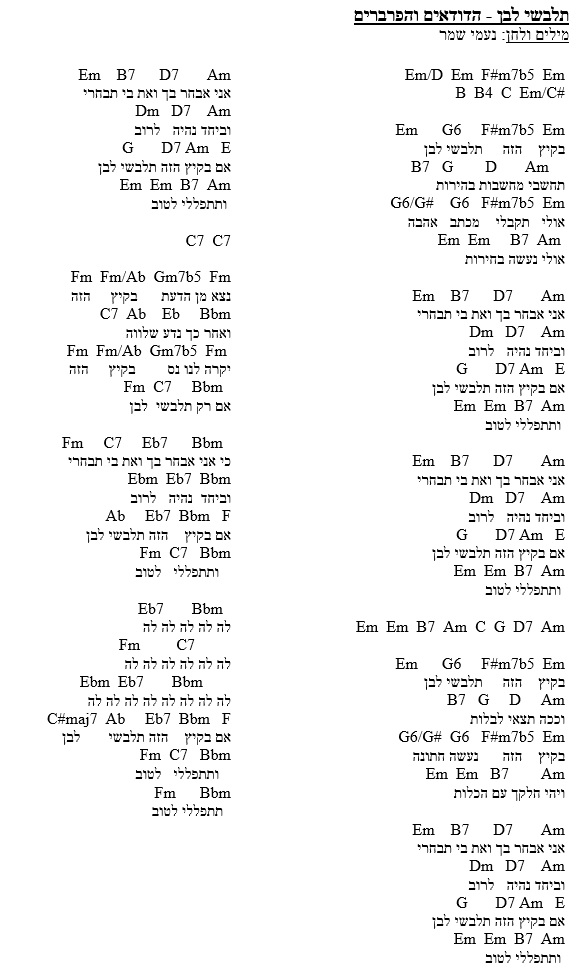 תלבשי לבן - הדודאים והפרברים
מילים ולחן: נעמי שמר
Em/D Em F#m7b5 Em
B B4 C Em/C#
Em G6 F#m7b5 Em
בקיץ הזה תלבשי לבן
B7 G D Am
תחשבי מחשבות בהירות
G6/G# G6 F#m7b5 Em
אולי תקבלי מכתב אהבה
Em Em B7 Am
אולי נעשה בחירות
Em B7 D7 Am
אני אבחר בך ואת בי תבחרי
Dm D7 Am
וביחד נהיה לרוב
G D7 Am E
אם בקיץ הזה תלבשי לבן
Em Em B7 Am
ותתפללי לטוב
Em B7 D7 Am
אני אבחר בך ואת בי תבחרי
Dm D7 Am
וביחד נהיה לרוב
G D7 Am E
אם בקיץ הזה תלבשי לבן
Em Em B7 Am
ותתפללי לטוב
Em Em B7 Am C G D7 Am
Em G6 F#m7b5 Em
בקיץ הזה תלבשי לבן
B7 G D Am
וככה תצאי לבלות
G6/G# G6 F#m7b5 Em
בקיץ הזה נעשה חתונה
Em Em B7 Am
ויהי חלקך עם הכלות
Em B7 D7 Am
אני אבחר בך ואת בי תבחרי
Dm D7 Am
וביחד נהיה לרוב
G D7 Am E
אם בקיץ הזה תלבשי לבן
Em Em B7 Am
ותתפללי לטוב
Em B7 D7 Am
אני אבחר בך ואת בי תבחרי
Dm D7 Am
וביחד נהיה לרוב
G D7 Am E
אם בקיץ הזה תלבשי לבן
Em Em B7 Am
ותתפללי לטוב
C7 C7
Fm Fm/Ab Gm7b5 Fm
נצא מן הדעת בקיץ הזה
C7 Ab Eb Bbm
ואחר כך נדע שלווה
Fm Fm/Ab Gm7b5 Fm
יקרה לנו נס בקיץ הזה
Fm C7 Bbm
אם רק תלבשי לבן
Fm C7 Eb7 Bbm
כי אני אבחר בך ואת בי תבחרי
Ebm Eb7 Bbm
וביחד נהיה לרוב
Ab Eb7 Bbm F
אם בקיץ הזה תלבשי לבן
Fm C7 Bbm
ותתפללי לטוב
Eb7 Bbm
לה לה לה לה לה
Fm C7
לה לה לה לה לה לה
Ebm Eb7 Bbm
לה לה לה לה לה לה לה לה
C#maj7 Ab Eb7 Bbm F
אם בקיץ הזה תלבשי לבן
Fm C7 Bbm
ותתפללי לטוב
Fm Bbm
תתפללי לטוב